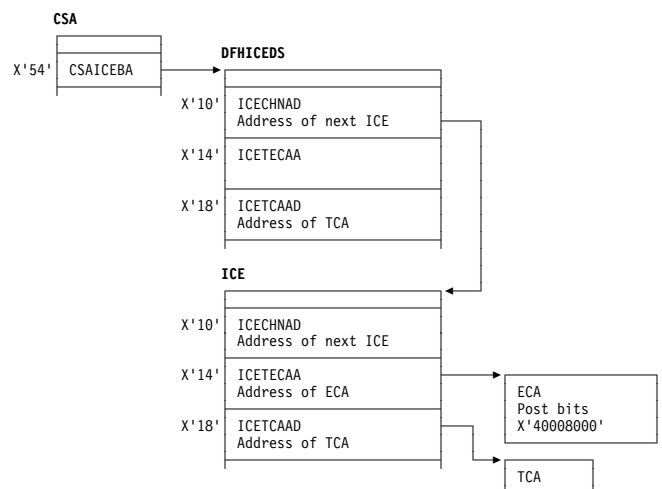 CSA
X'54' CSAICEBA
DFHICEDS
X'10' ICECHNAD
Address of next ICE
X'14' ICETECAA
X'18' ICETCAAD
Address of TCA
ICE
X'10' ICECHNAD
Address of next ICE
X'14' ICETECAA
Address of ECA
X'18' ICETCAAD
Address of TCA
ECA
Post bits
X'40008000'
TCA